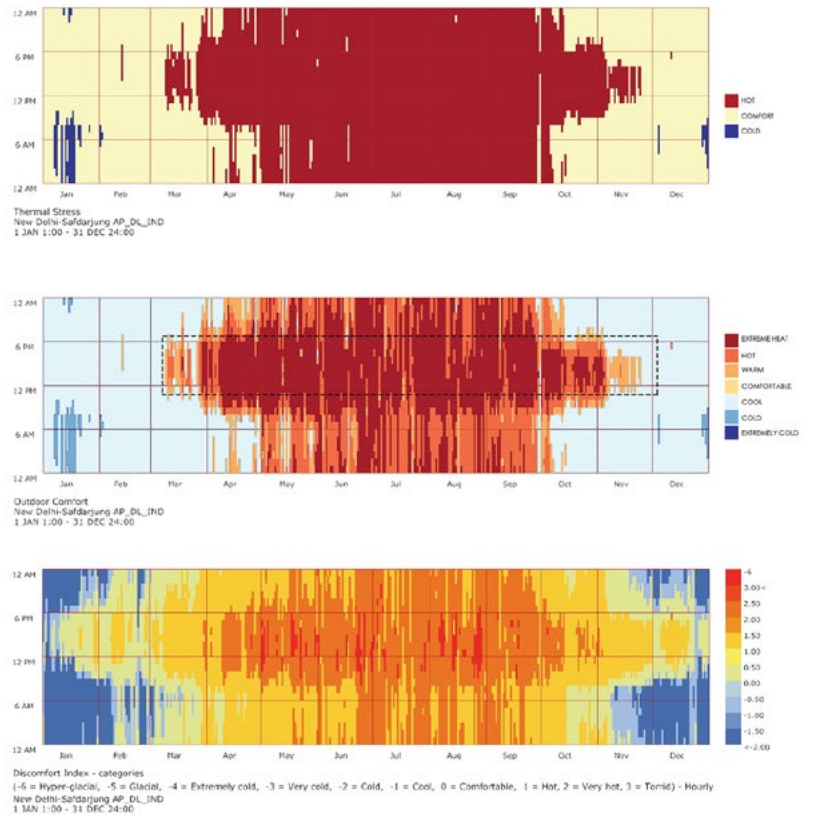 12 AM
6 PM
12 PM
6 AM
12 AM
Jan Feb Mar Apr May Jun Jul Aug Sep Oct Nov Dec
HOT
COMFORT
COLD
Thermal Stress
New Delhi-Safdarjung AP_DL_IND
1 JAN 1:00 - 31 DEC 24:00
12 AM
6 PM
12 PM
6 AM
12 AM
Jan Feb Mar Apr May Jun Jul Aug Sep Oct Nov Dec
EXTREME HEAT
HOT
WARM
COMFORTABLE
COOL
COLD
EXTREMELY COLD
Outdoor Comfort
New Delhi-Safdarjung AP_DL_IND
1 JAN 1:00 - 31 DEC 24:00
12 AM
6 PM
12 PM
6 AM
12 AM
Jan Feb Mar Apr May Jun Jul Aug Sep Oct Nov Dec
-6
3.00<
2.50
2.00
1.50
1.00
0.50
0.00
-0.50
-1.00
-1.50
<-2.00
Discomfort Index - categories
(-6 = Hyper-glacial, -5 = Glacial, -4 = Extremely cold, -3 = Very cold, -2 = Cold, -1 = Cool, 0 = Comfortable, 1 = Hot, 2 = Very hot, 3 = Torrid) - Hourly
New Delhi-Safdarjung AP_DL_IND
1 JAN 1:00 - 31 DEC 24:00